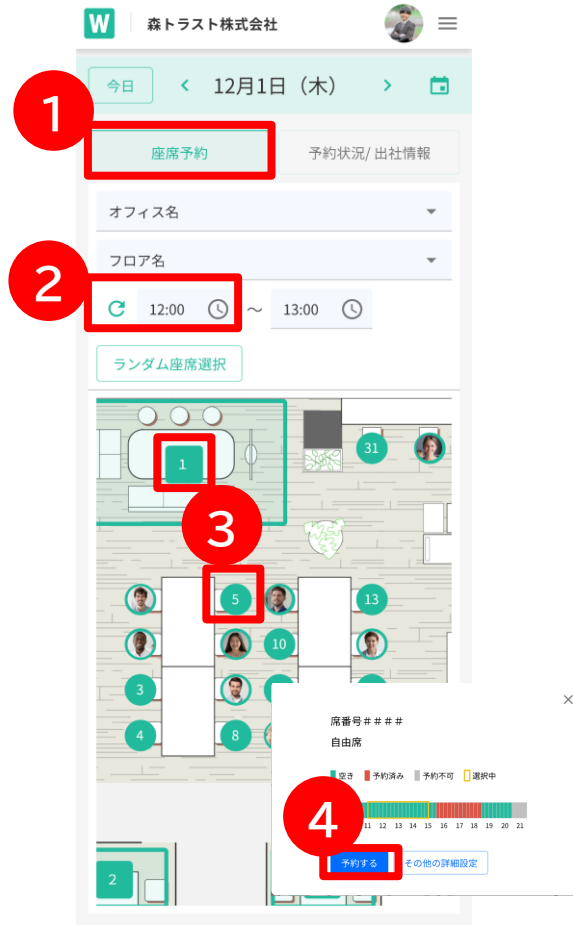 W 森トラスト株式会社
今日 < 12月1日（木） >
1
座席予約 予約状況/ 出社情報
オフィス名
フロア名
2
12:00 ～ 13:00
ランダム座席選択
1
31
3
5
13
10
3
4
8
2
×
席番号＃＃＃＃
自由席
空き 予約済み 予約不可 選択中
4
11 12 13 14 15 16 17 18 19 20 21
予約する その他の詳細設定